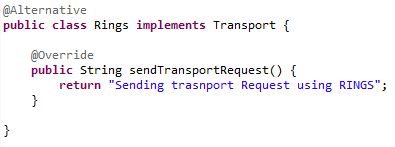 @Alternative
public class Rings implements Transport {
@Override
public String sendTransportRequest() {
return "Sending trasnport Request using RINGS";
}
}